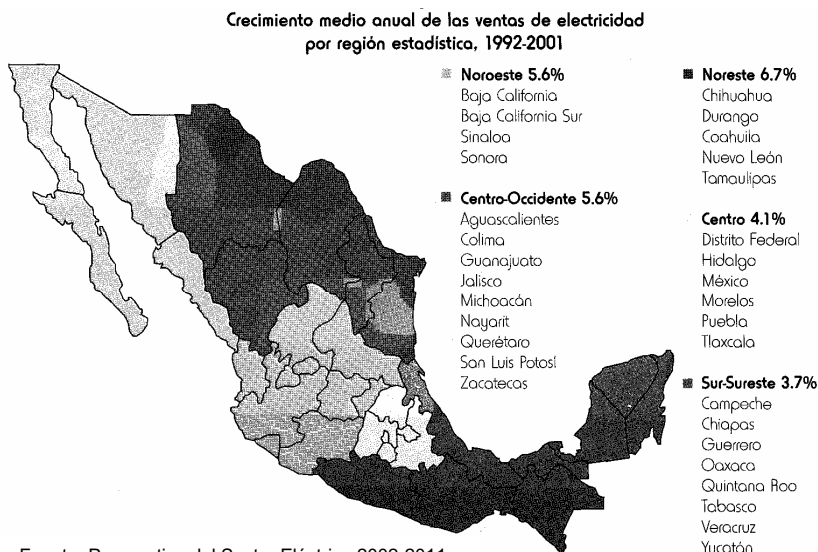 Crecimiento medio anual de las ventas de electricidad
por región estadística, 1992-2001
Noroeste 5.6%
Baja California
Baja California Sur
Sinaloa
Sonora
Centro-Occidente 5.6%
Aguascalientes
Colima
Guanajuato
Jalisco
Michoacán
Nayarit
Querétaro
San Luis Potosí
Zacatecas
Noreste 6.7%
Chihuahua
Durango
Coahuila
Nuevo León
Tamaulipas
Centro 4.1%
Distrito Federal
Hidalgo
México
Morelos
Puebla
Tlaxcala
Sur-Sureste 3.7%
Campeche
Chiapas
Guerrero
Oaxaca
Quintana Roo
Tabasco
Veracruz
Yucatán